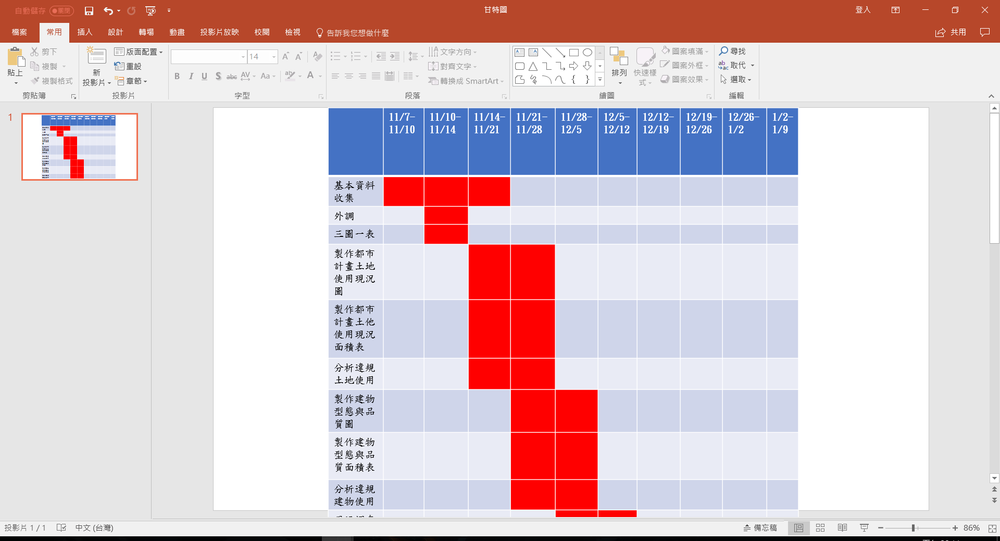 自動儲存 關閉
甘特圖
登入
檔案 常用 插入 設計 轉場 動畫 投影片放映 校閱 檢視 告訴我您想做什麼
共用
貼上
剪下
複製
複製格式
剪貼簿
新
投影片
版面配置
重設
章節
投影片
14
B I U S abc AV Aa A
字型
文字方向
對齊文字
轉換成 SmartArt
段落
排列
快速樣
式
圖案填滿
圖案外框
圖案效果
繪圖
尋找
取代
選取
編輯
1
11/7-
11/10
11/10-
11/14
11/14-
11/21
11/21-
11/28
11/28-
12/5
12/5-
12/12
12/12-
12/19
12/19-
12/26
12/26-
1/2
1/2-
1/9
基本資料
收集
外調
三圖一表
製作都市
計畫土地
使用現況
圖
製作都市
計畫土他
使用現況
面積表
分析違規
土地使用
製作建物
型態與品
質圖
製作建物
型態與品
質面積表
分析違規
建物使用
投影片 1 / 1 中文 (台灣)
備忘稿
86%